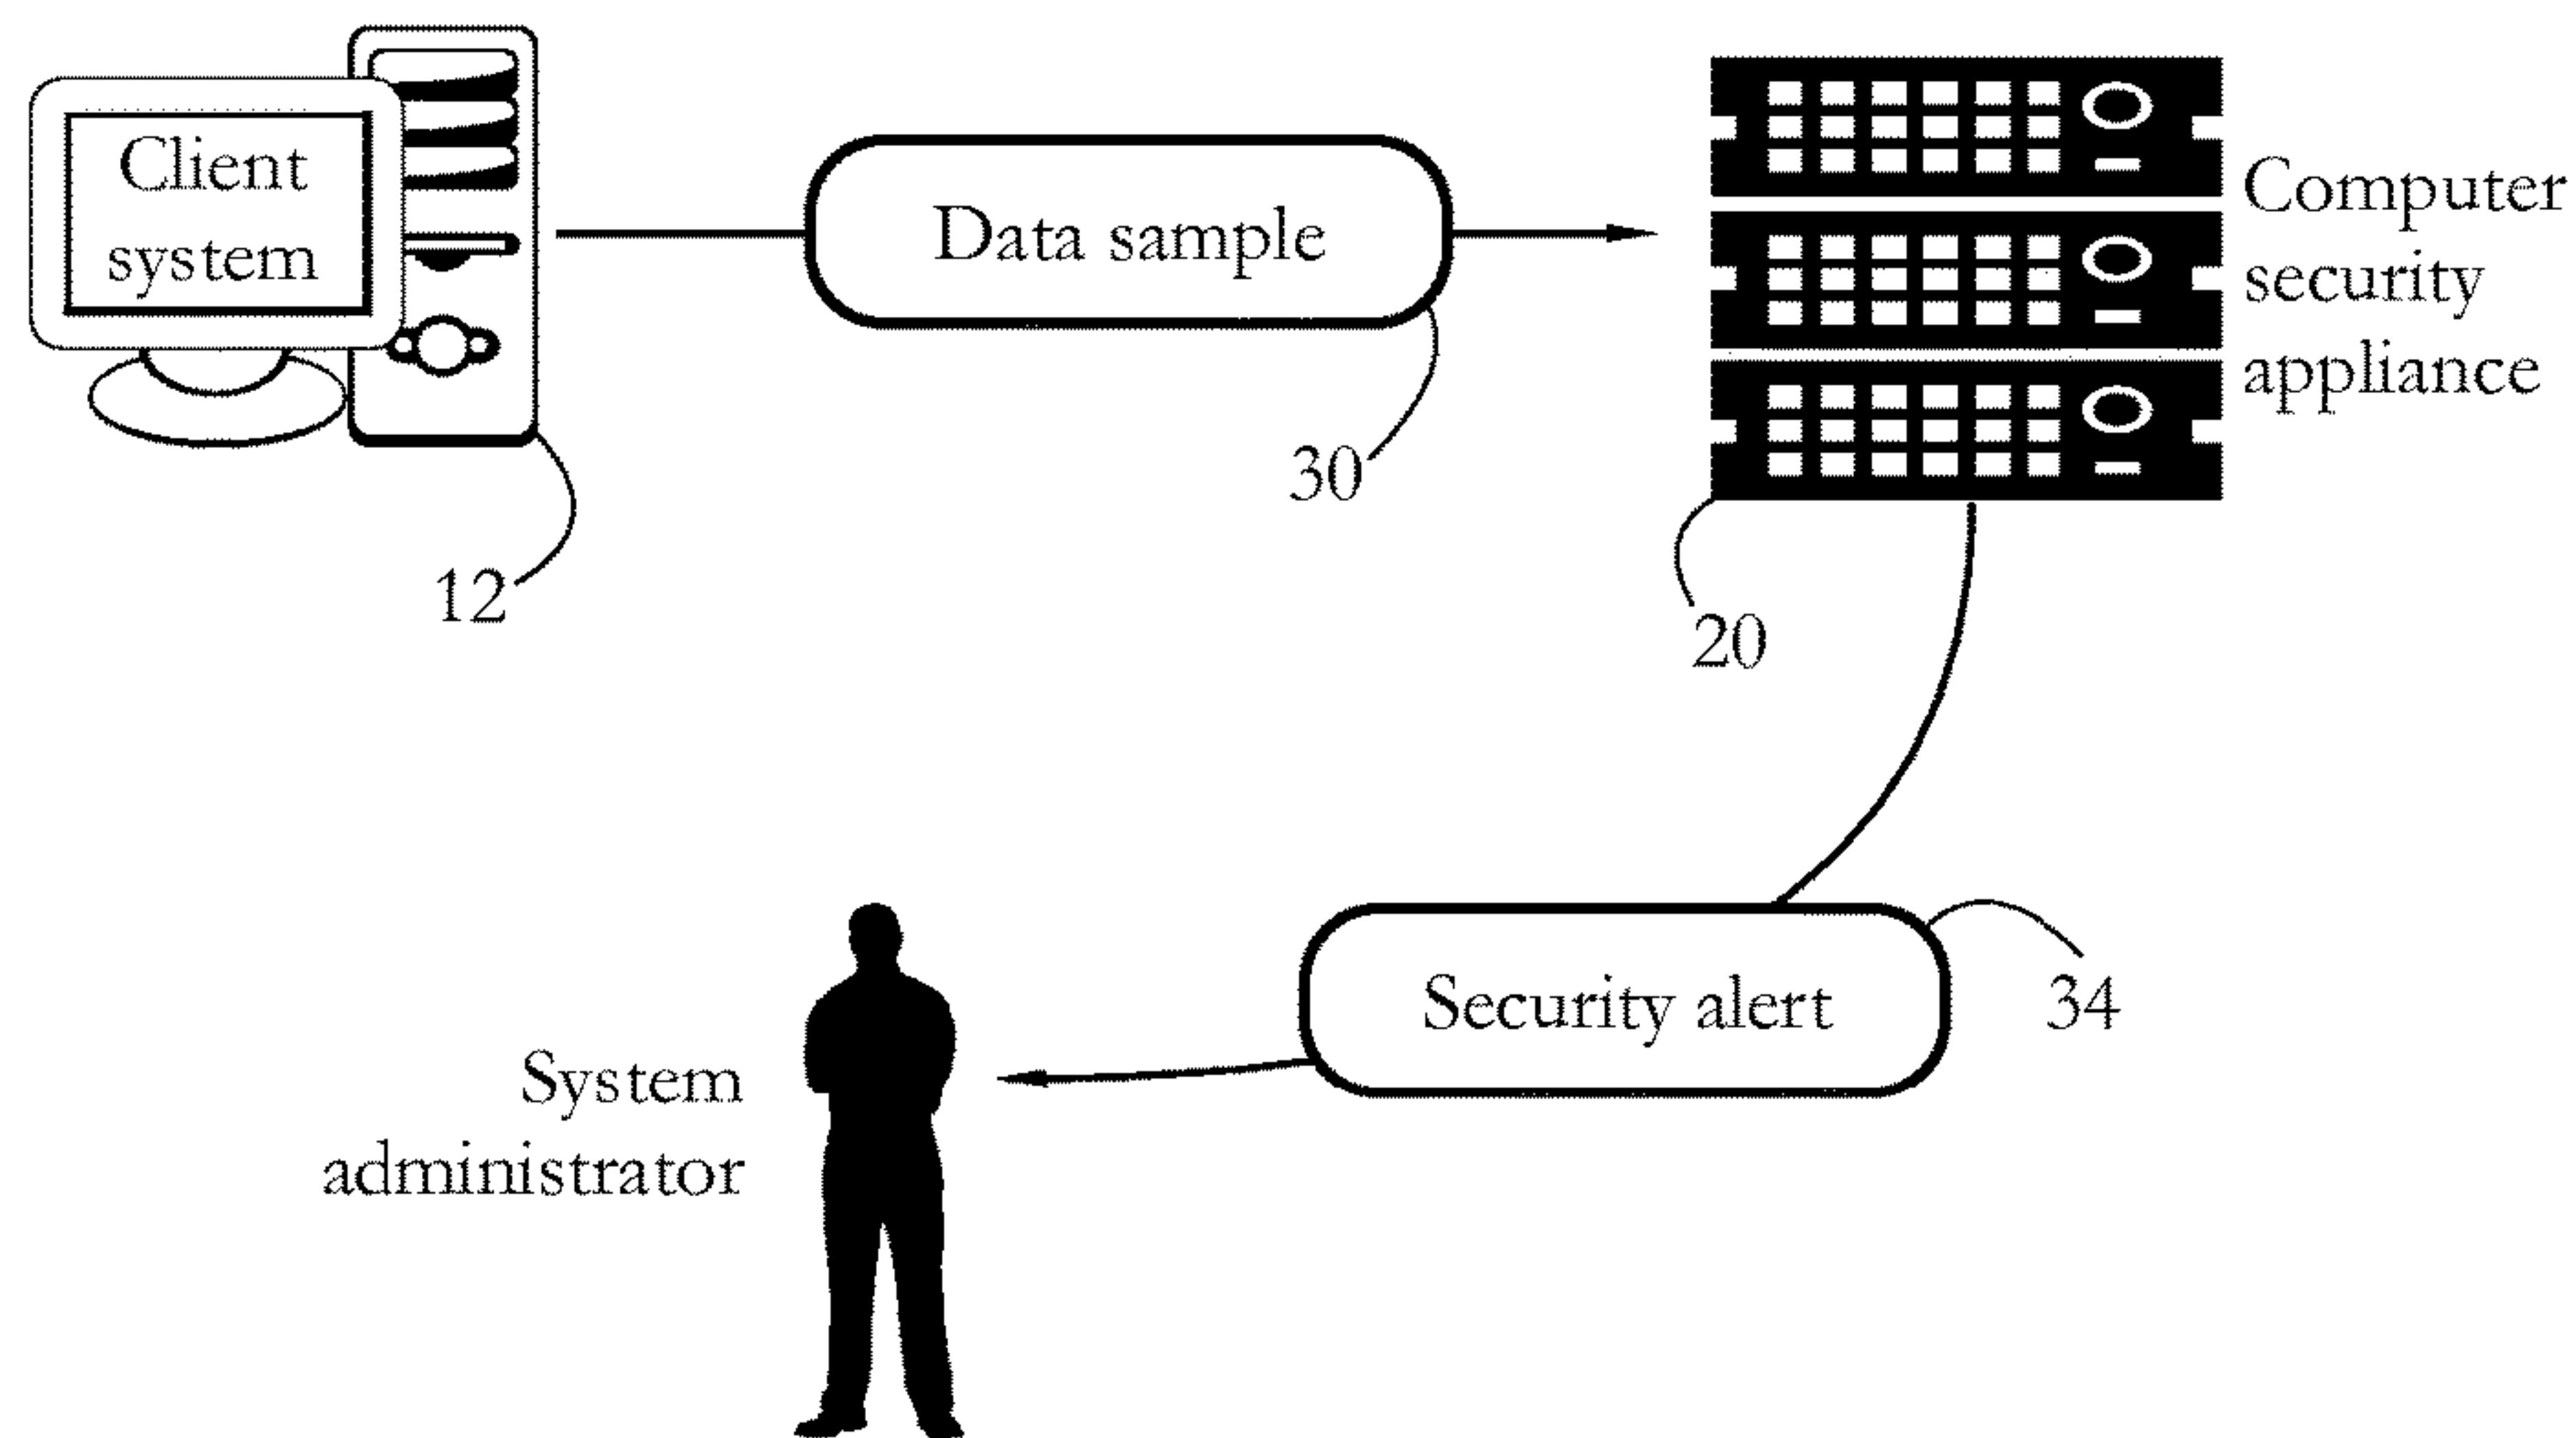 Client
system
Data sample
Computer
security
appliance
30
12
20
Security alert
34
System
administrator